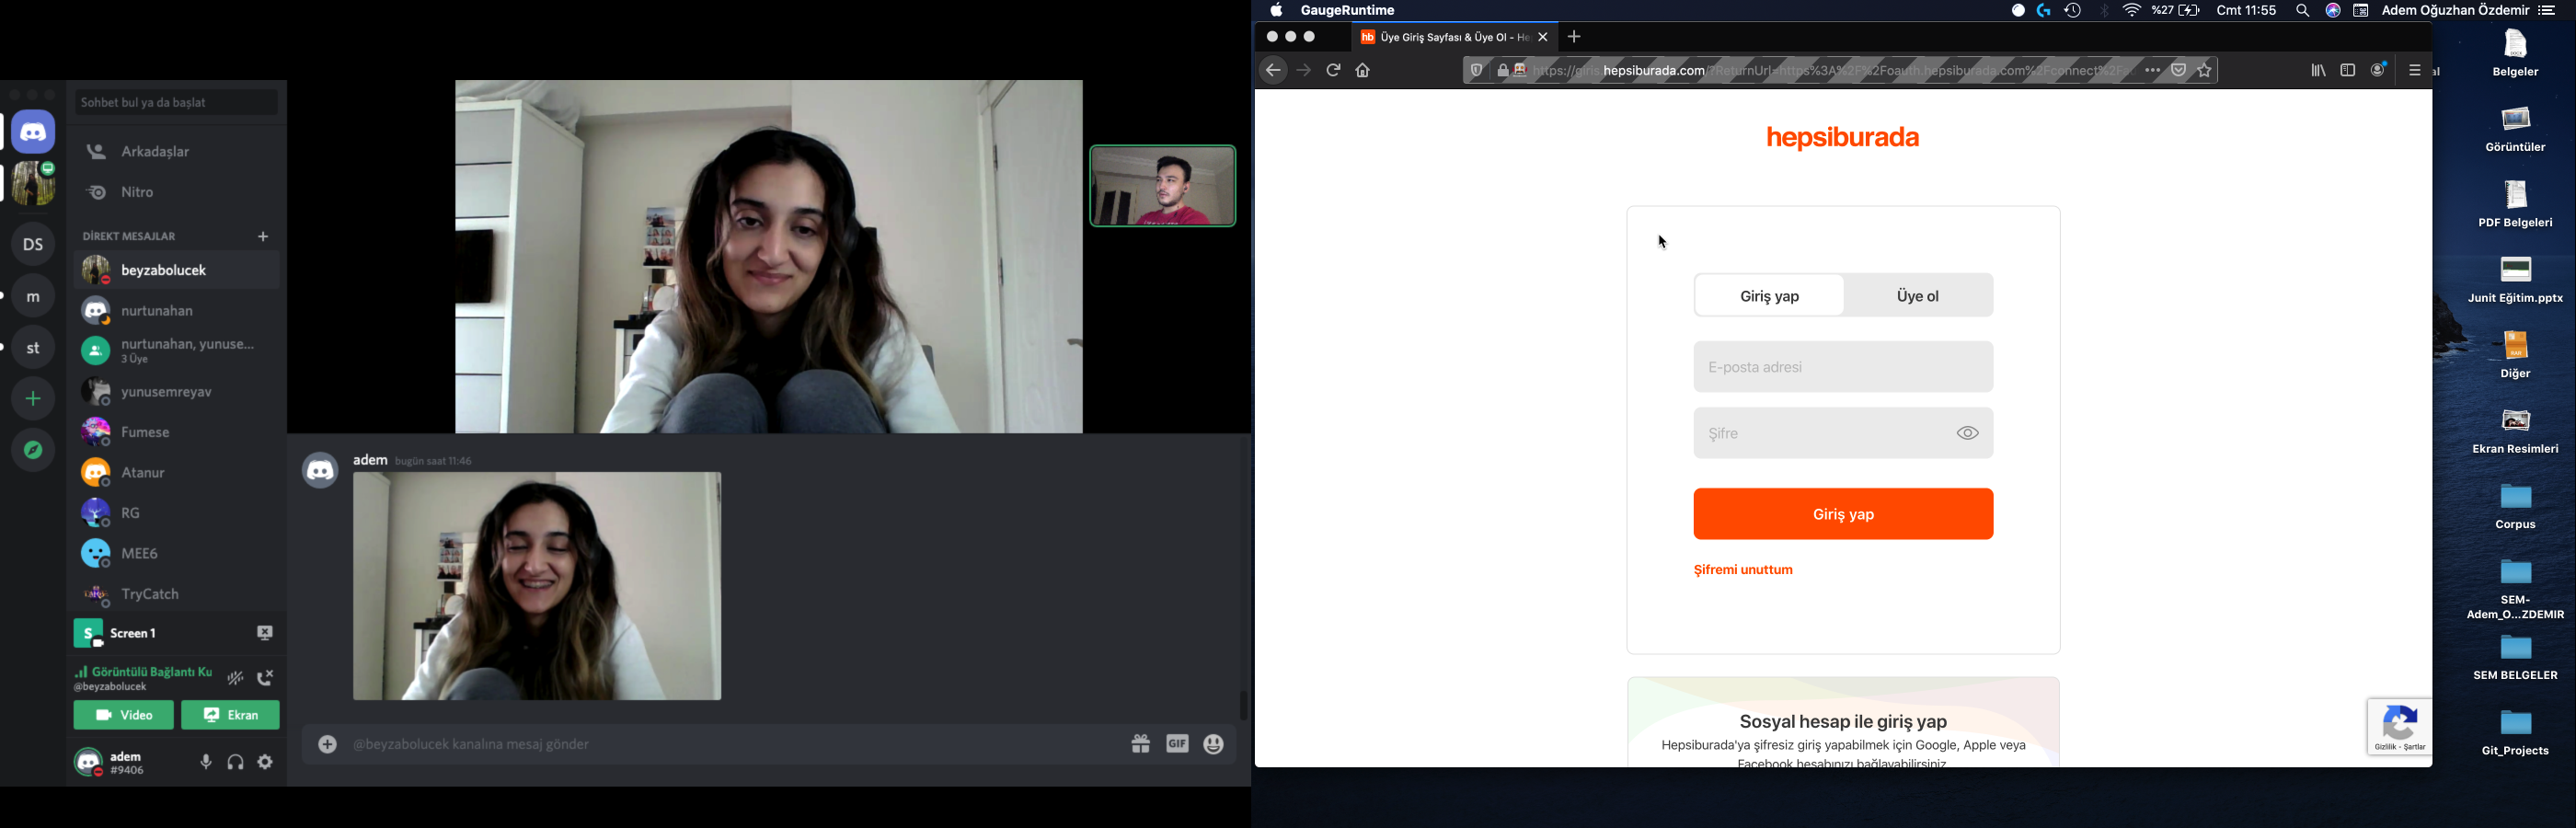 Sohbet bul ya da başlat
Arkadaşlar
Nitro
DİREKT MESAJLAR
beyzabolucek
nurtunahan
nurtunahan, yunuse...
3 Üye
yunusemreyav
Fumese
Atanur
RG
MEE6
TryCatch
DS
m
st
S
Screen 1
Görüntülü Bağlantı Ku
@beyzabolucek
Video
Ekran
adem
#9406
adem bugün saat 11:46
@beyzabolucek kanalına mesaj gönder
GIF
GaugeRuntime
%27
Cmt 11:55
Adem Oğuzhan Özdemir
hb Üye Giriş Sayfası & Üye Ol - He
https://giris.hepsiburada.com/?ReturnUrl=https%3A%2F%2Foauth.hepsiburada.com%2Fconnect%2F
hepsiburada
Giriş yap
Üye ol
E-posta adresi
Şifre
Giriş yap
Şifremi unuttum
Sosyal hesap ile giriş yap
Hepsiburada'ya şifresiz giriş yapabilmek için Google, Apple veya
Facebook hesabınızı bağlayabilirsiniz.
Gizlilik - Şartlar
al
Belgeler
Görüntüler
PDF Belgeleri
Junit Eğitim.pptx
Diğer
Ekran Resimleri
Corpus
SEM-
Adem_O...ZDEMIR
SEM BELGELER
Git_Projects